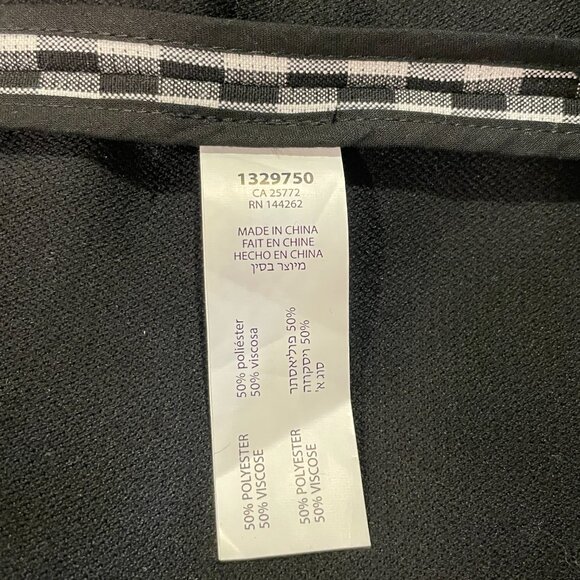 1329750
CA 25772
RN 144262
MADE IN CHINA
FAIT EN CHINE
HECHO EN CHINA
מיוצר בסין
50% poliéster
50% viscosa
50% פוליאסתר
50% ויסקוזה
סוג א'
50% POLYESTER
50% VISCOSE
50% POLYESTER
50% VISCOSE